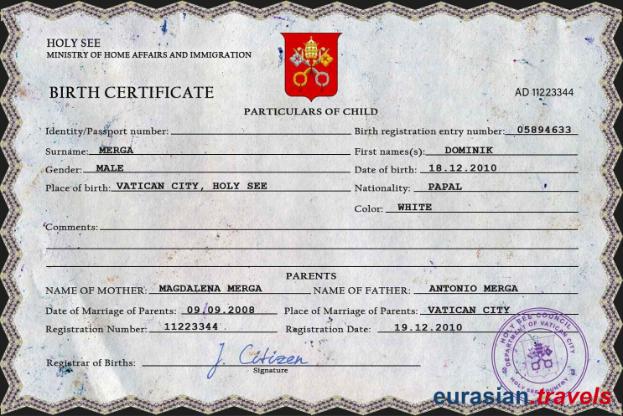 HOLY SEE
MINISTRY OF HOME AFFAIRS AND IMMIGRATION
BIRTH CERTIFICATE
AD 11223344
PARTICULARS OF CHILD
Identity/Passport number: Birth registration entry number: 05894633
Surname: MERGA First names(s): DOMINIK
Gender: MALE Date of birth: 18.12.2010
Place of birth: VATICAN CITY, HOLY SEE Nationality: PAPAL
Color: WHITE
Comments:
PARENTS
NAME OF MOTHER: MAGDALENA MERGA NAME OF FATHER: ANTONIO MERGA
Date of Marriage of Parents: 09.09.2008 Place of Marriage of Parents: VATICAN CITY
Registration Number: 11223344 Ragistration Date: 19.12.2010
Registrar of Births: J. Citizen
Signature
HOLY SEE COUNCIL
DEPARTMENT OF VATICAN CITY
HOLY SEE COUNTRY
eurasian.travels